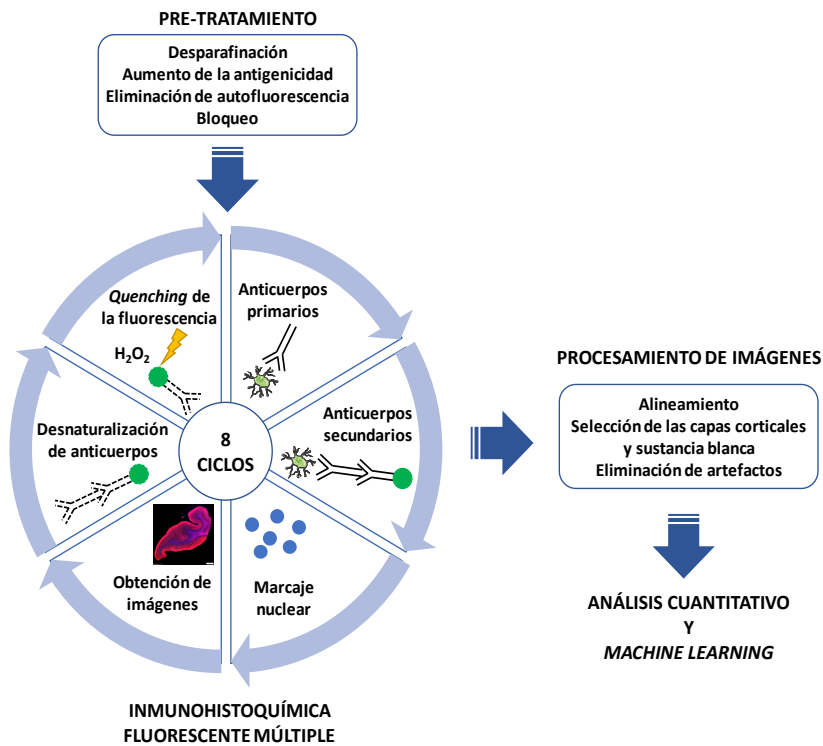 PRE-TRATAMIENTO
Desparafinación
Aumento de la antigenicidad
Eliminación de autofluorescencia
Bloqueo
Quenching de
la fluorescencia
H₂O₂
Anticuerpos
primarios
Anticuerpos
secundarios
Marcaje
nuclear
Obtención de
imágenes
Desnaturalización
de anticuerpos
8
CICLOS
INMUNOHISTOQUÍMICA
FLUORESCENTE MÚLTIPLE
PROCESAMIENTO DE IMÁGENES
Alineamiento
Selección de las capas corticales
y sustancia blanca
Eliminación de artefactos
ANÁLISIS CUANTITATIVO
Y
MACHINE LEARNING